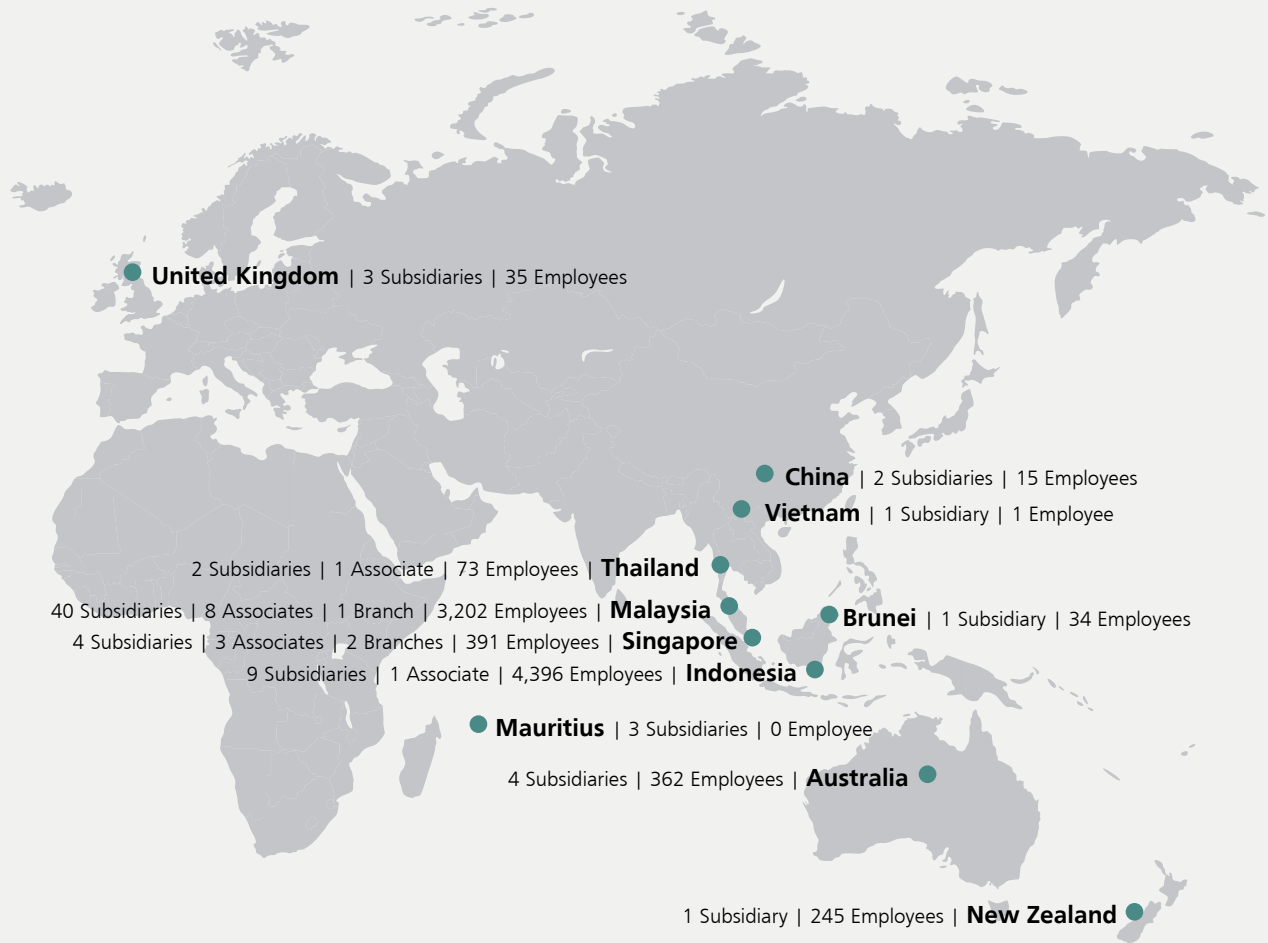 United Kingdom | 3 Subsidiaries | 35 Employees
China | 2 Subsidiaries | 15 Employees
Vietnam | 1 Subsidiary | 1 Employee
2 Subsidiaries | 1 Associate | 73 Employees | Thailand
40 Subsidiaries | 8 Associates | 1 Branch | 3,202 Employees | Malaysia
Brunei | 1 Subsidiary | 34 Employees
4 Subsidiaries | 3 Associates | 2 Branches | 391 Employees | Singapore
9 Subsidiaries | 1 Associate | 4,396 Employees | Indonesia
Mauritius | 3 Subsidiaries | 0 Employee
4 Subsidiaries | 362 Employees | Australia
1 Subsidiary | 245 Employees | New Zealand